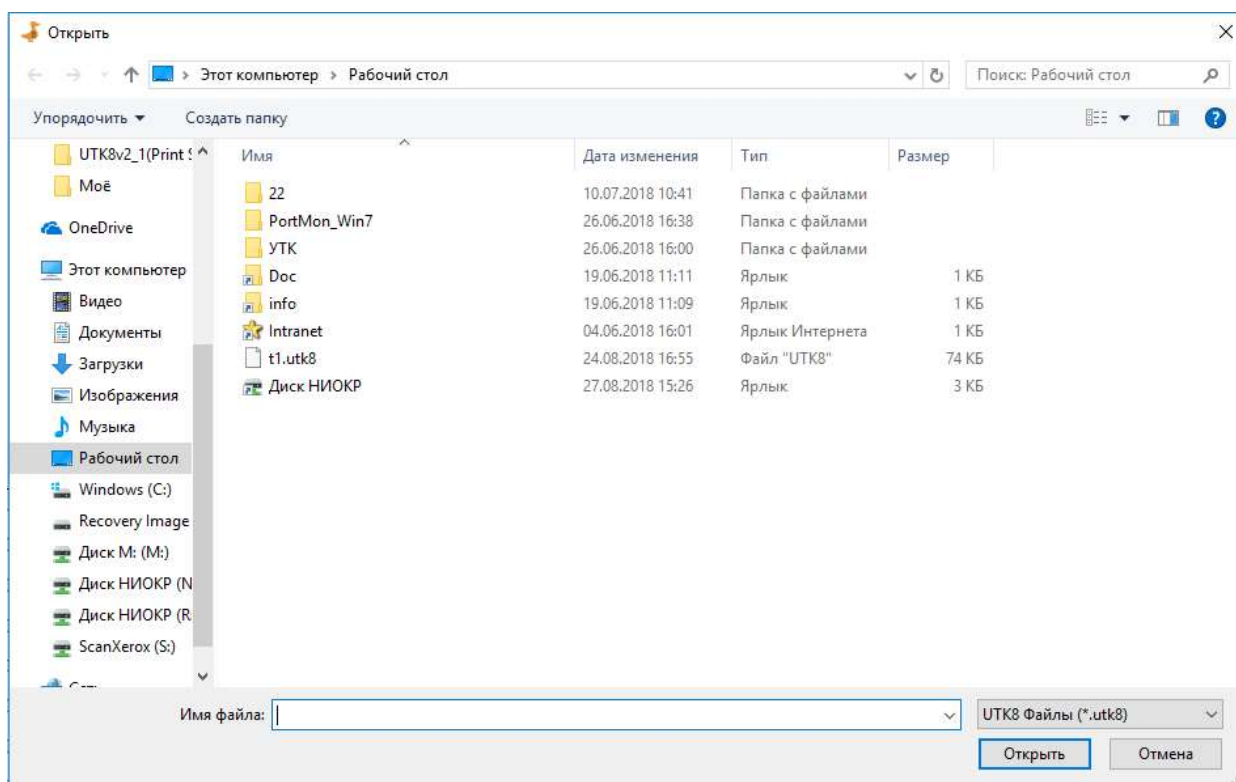 Открыть
Этот компьютер > Рабочий стол
Поиск: Рабочий стол
Упорядочить
Создать папку
UTK8v2_1(Print
Моё
OneDrive
Этот компьютер
Видео
Документы
Загрузки
Изображения
Музыка
Рабочий стол
Windows (C:)
Recovery Image
Диск M: (M:)
Диск НИОКР (N
Диск НИОКР (R
ScanXerox (S:)
Имя Дата изменения Тип Размер
22 10.07.2018 10:41 Папка с файлами
PortMon_Win7 26.06.2018 16:38 Папка с файлами
УТК 26.06.2018 16:00 Папка с файлами
Doc 19.06.2018 11:11 Ярлык 1 КБ
info 19.06.2018 11:09 Ярлык 1 КБ
Intranet 04.06.2018 16:01 Ярлык Интернета 1 КБ
t1.utk8 24.08.2018 16:55 Файл "UTK8" 74 КБ
Диск НИОКР 27.08.2018 15:26 Ярлык 3 КБ
Имя файла:
UTK8 Файлы (*.utk8)
Открыть
Отмена